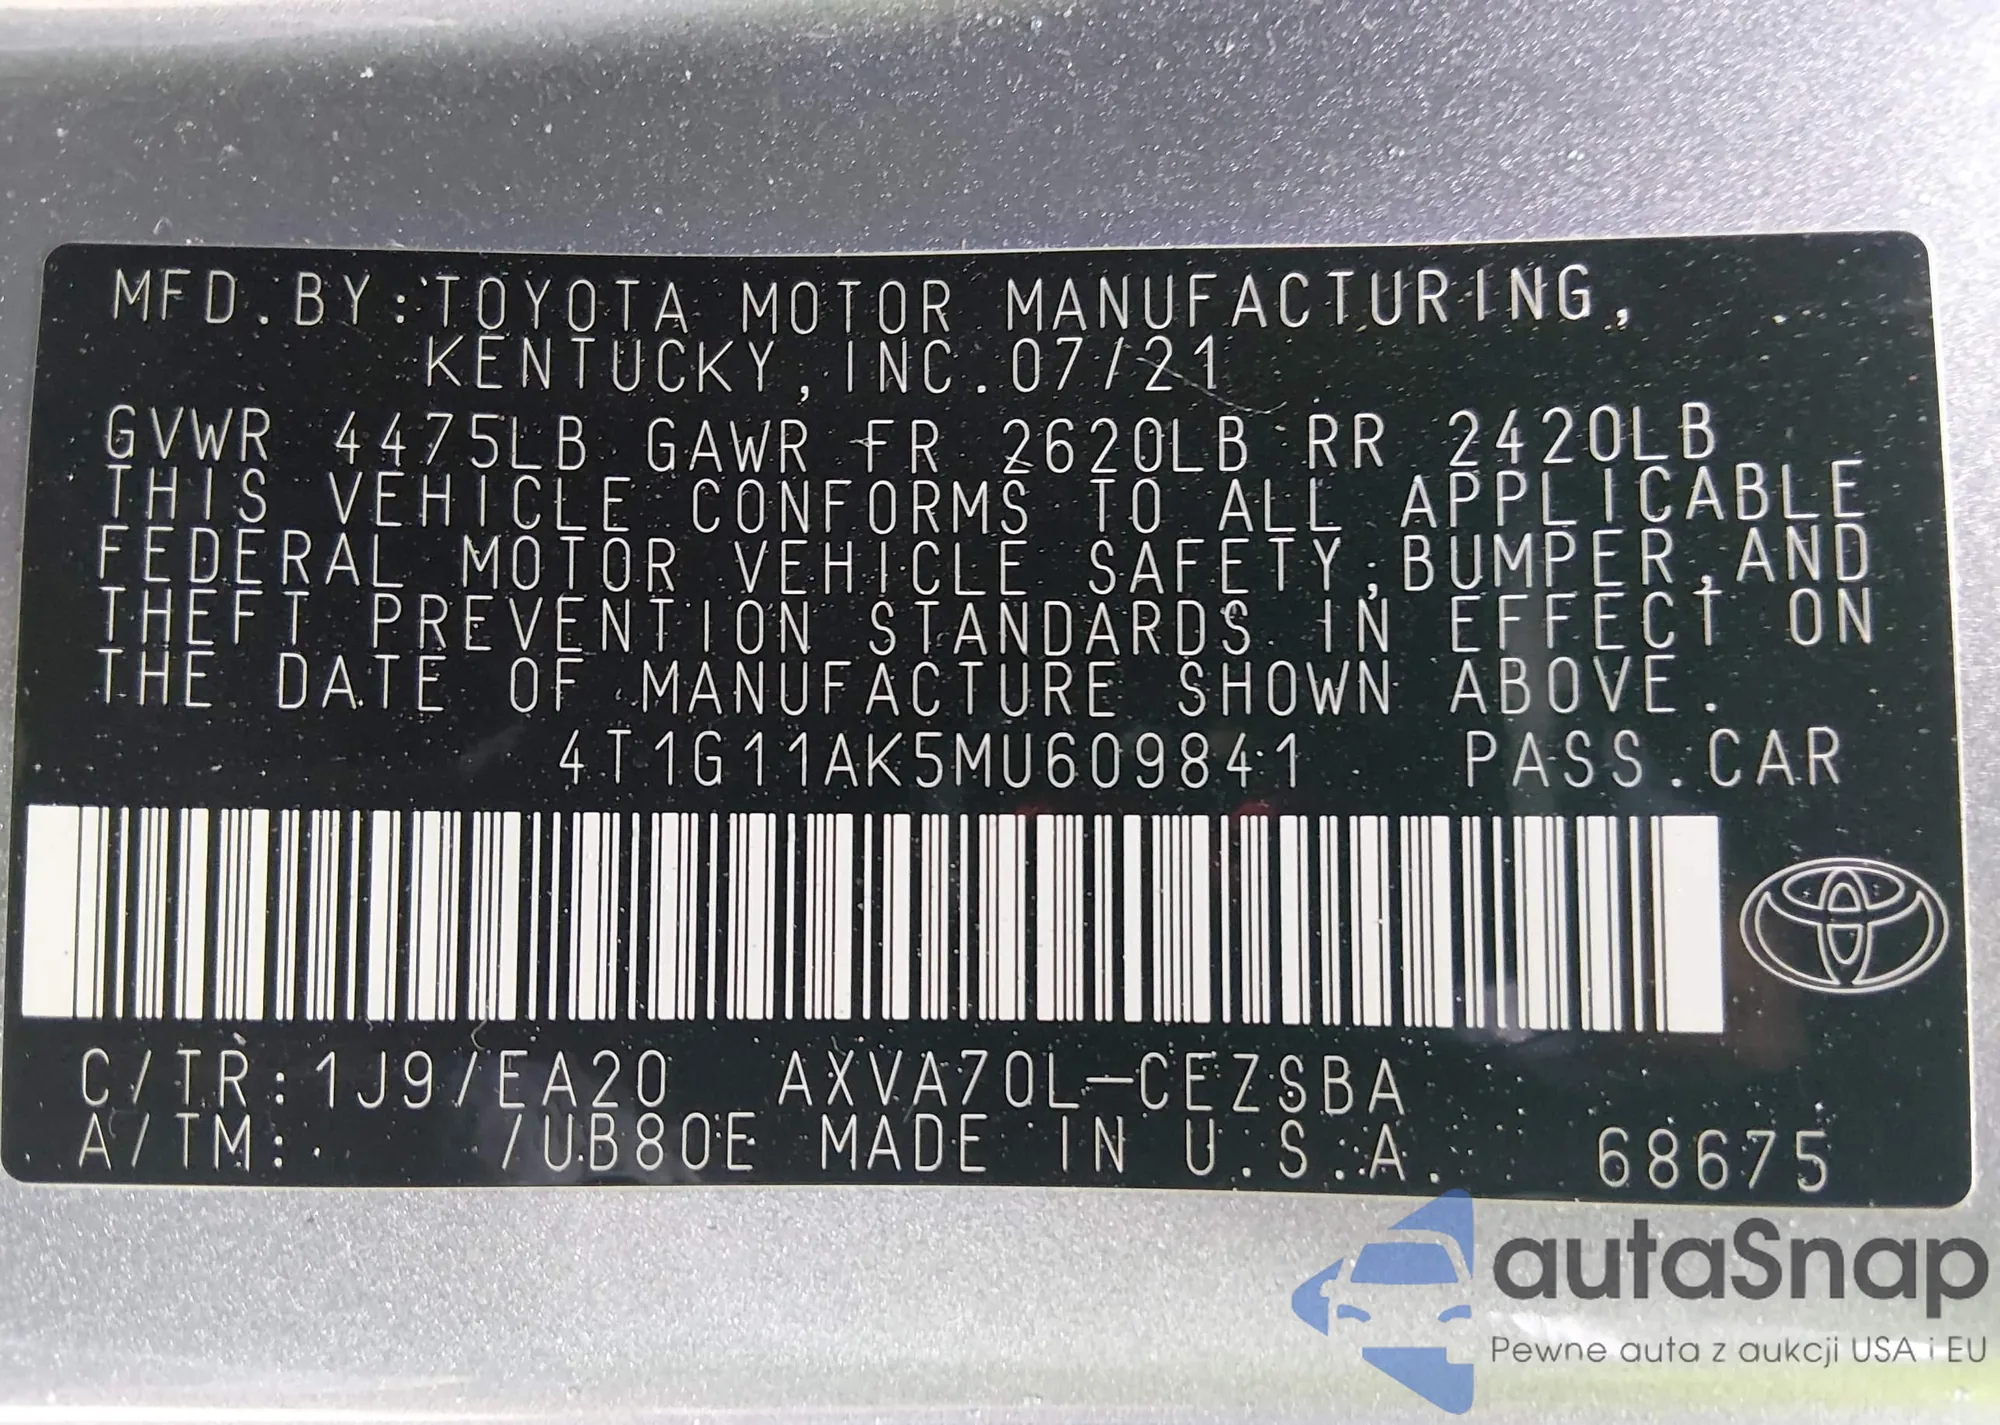 MFD.BY:TOYOTA MOTOR MANUFACTURING,
KENTUCKY,INC.07/21
GVWR 4475LB GAWR FR 2620LB RR 2420LB
THIS VEHICLE CONFORMS TO ALL APPLICABLE
FEDERAL MOTOR VEHICLE SAFETY,BUMPER,AND
THEFT PREVENTION STANDARDS IN EFFECT ON
THE DATE OF MANUFACTURE SHOWN ABOVE.
4T1G11AK5MU609841 PASS.CAR
C/TR:1J9/EA20 AXVA70L-CEZSBA
A/TM: /UB80E MADE IN U.S.A. 68675
autaSnap
Pewne auta z aukcji USA i EU